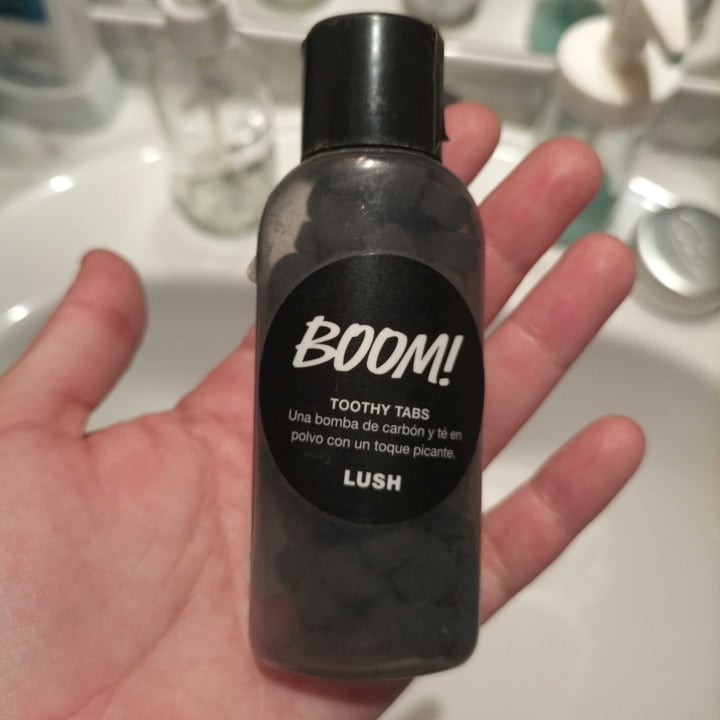 BOOM!
TOOTHY TABS
Una bomba de carbón y té en
polvo con un toque picante.
LUSH